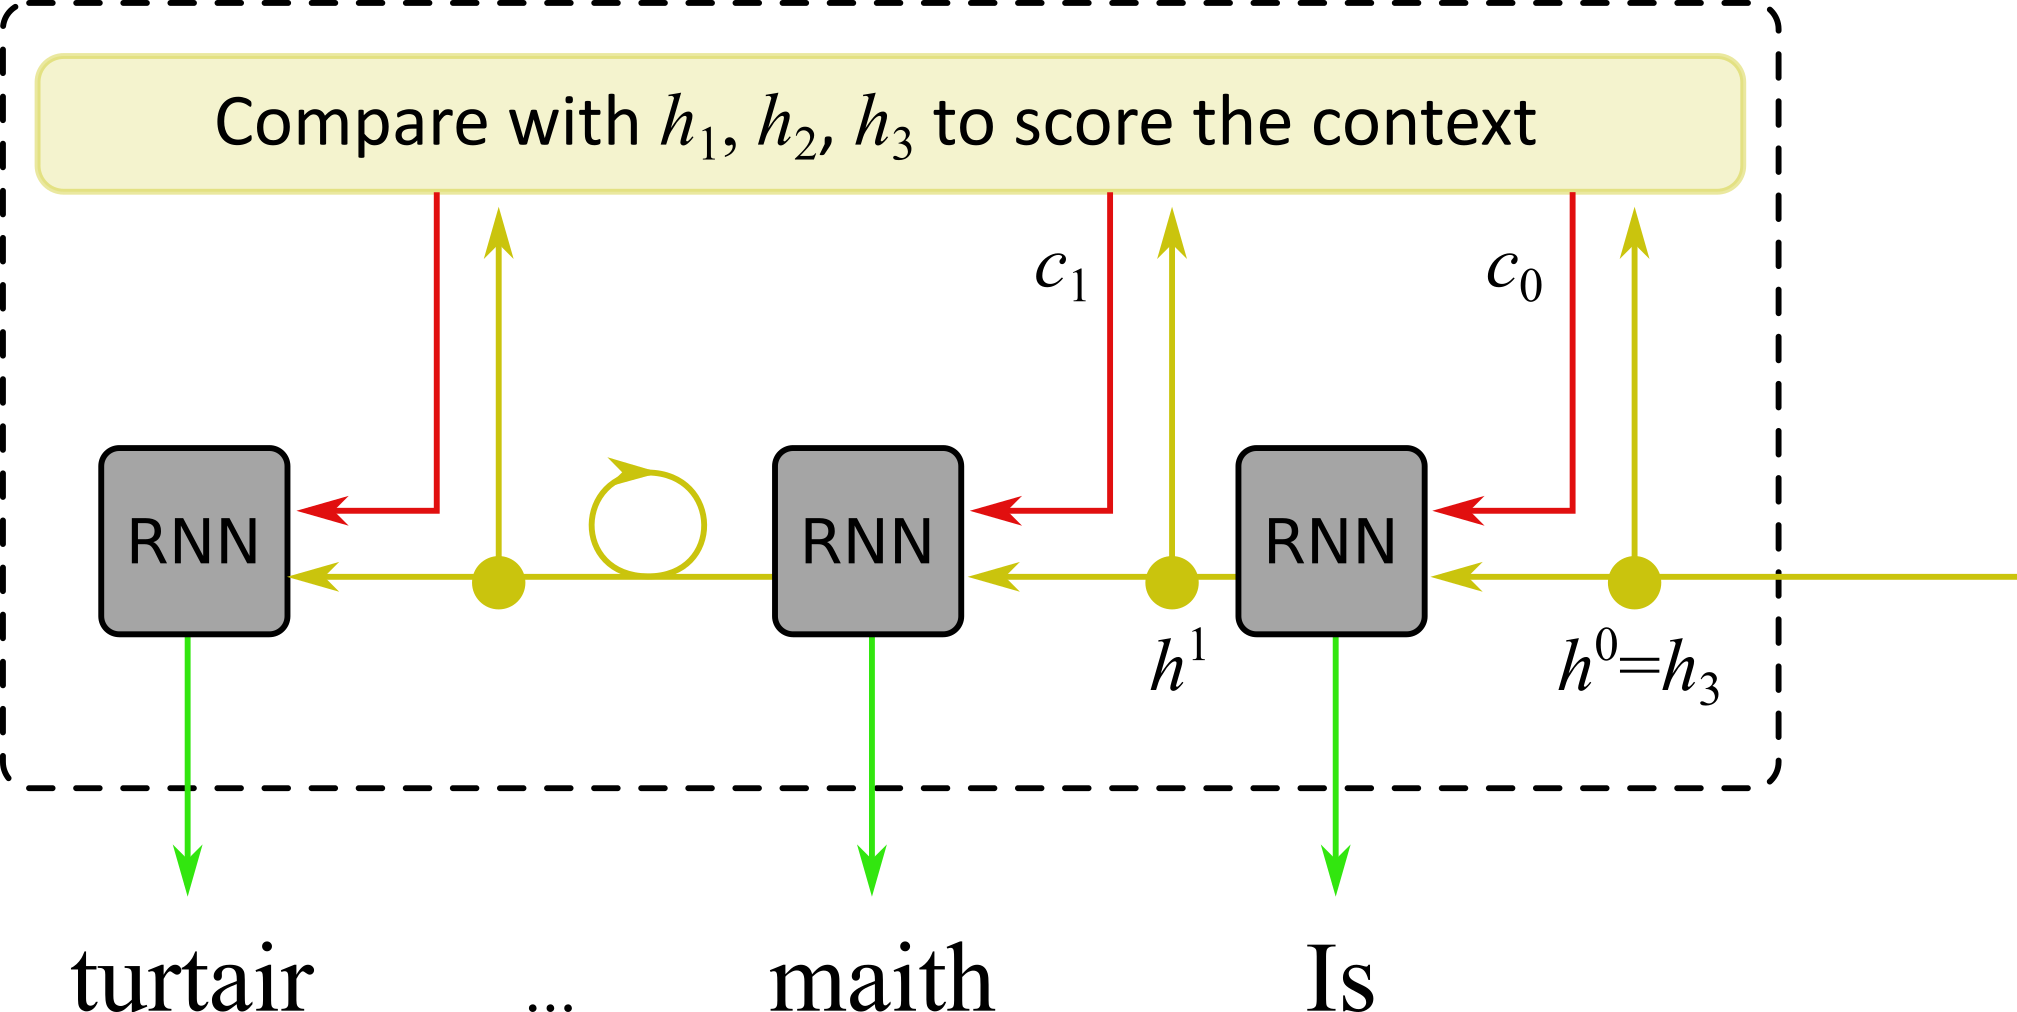 Compare with h₁, h₂, h₃ to score the context
c₁ c₀
RNN RNN RNN
h¹ h⁰=h₃
turtair ... maith Is